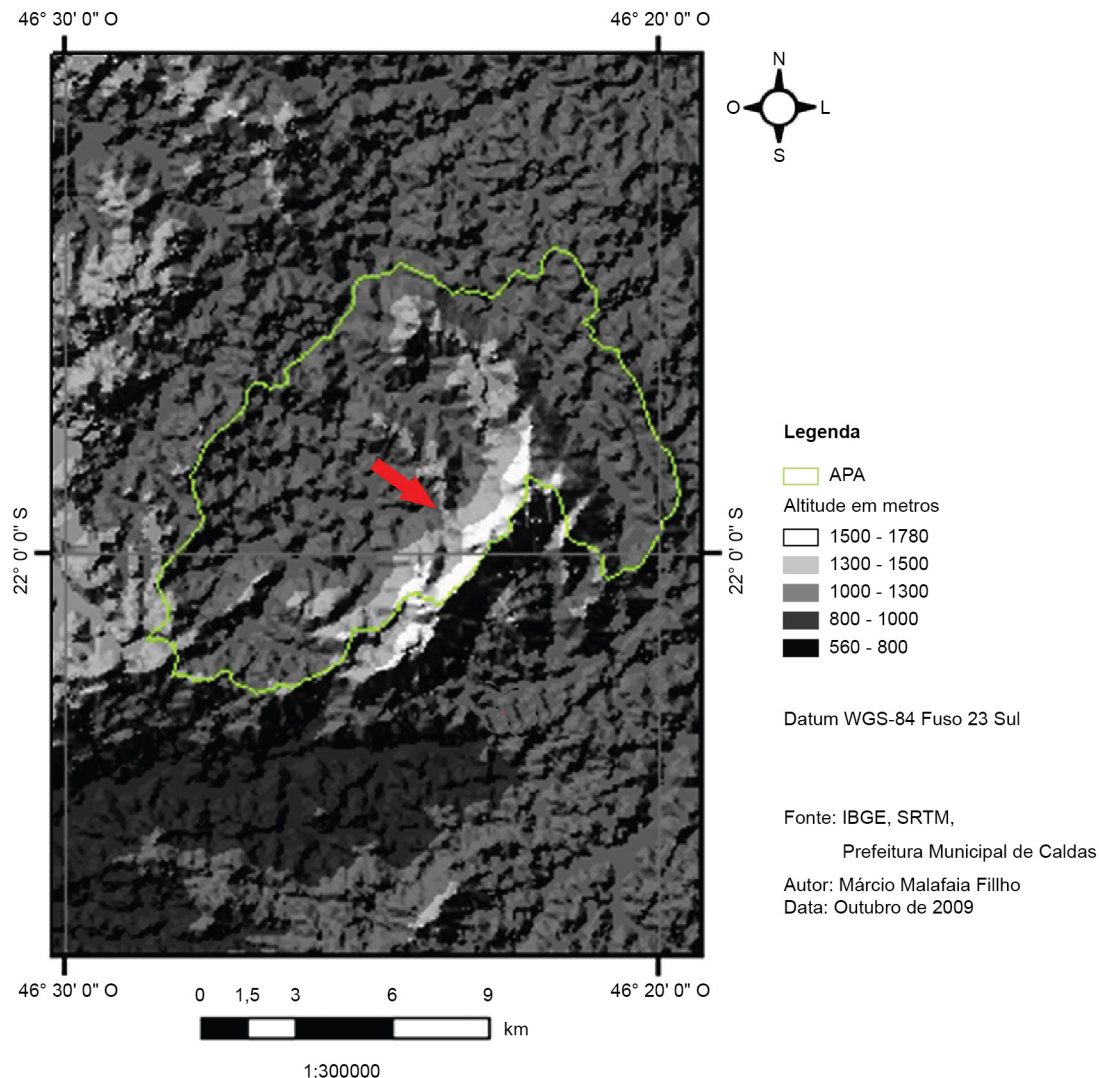 46° 30' 0" O
46° 20' 0" O
N
O
L
S
22° 0' 0" S
22° 0' 0" S
Legenda
APA
Altitude em metros
1500 - 1780
1300 - 1500
1000 - 1300
800 - 1000
560 - 800
Datum WGS-84 Fuso 23 Sul
Fonte: IBGE, SRTM,
Prefeitura Municipal de Caldas
Autor: Márcio Malafaia Fillho
Data: Outubro de 2009
46° 30' 0" O
46° 20' 0" O
0 1,5 3 6 9
km
1:300000